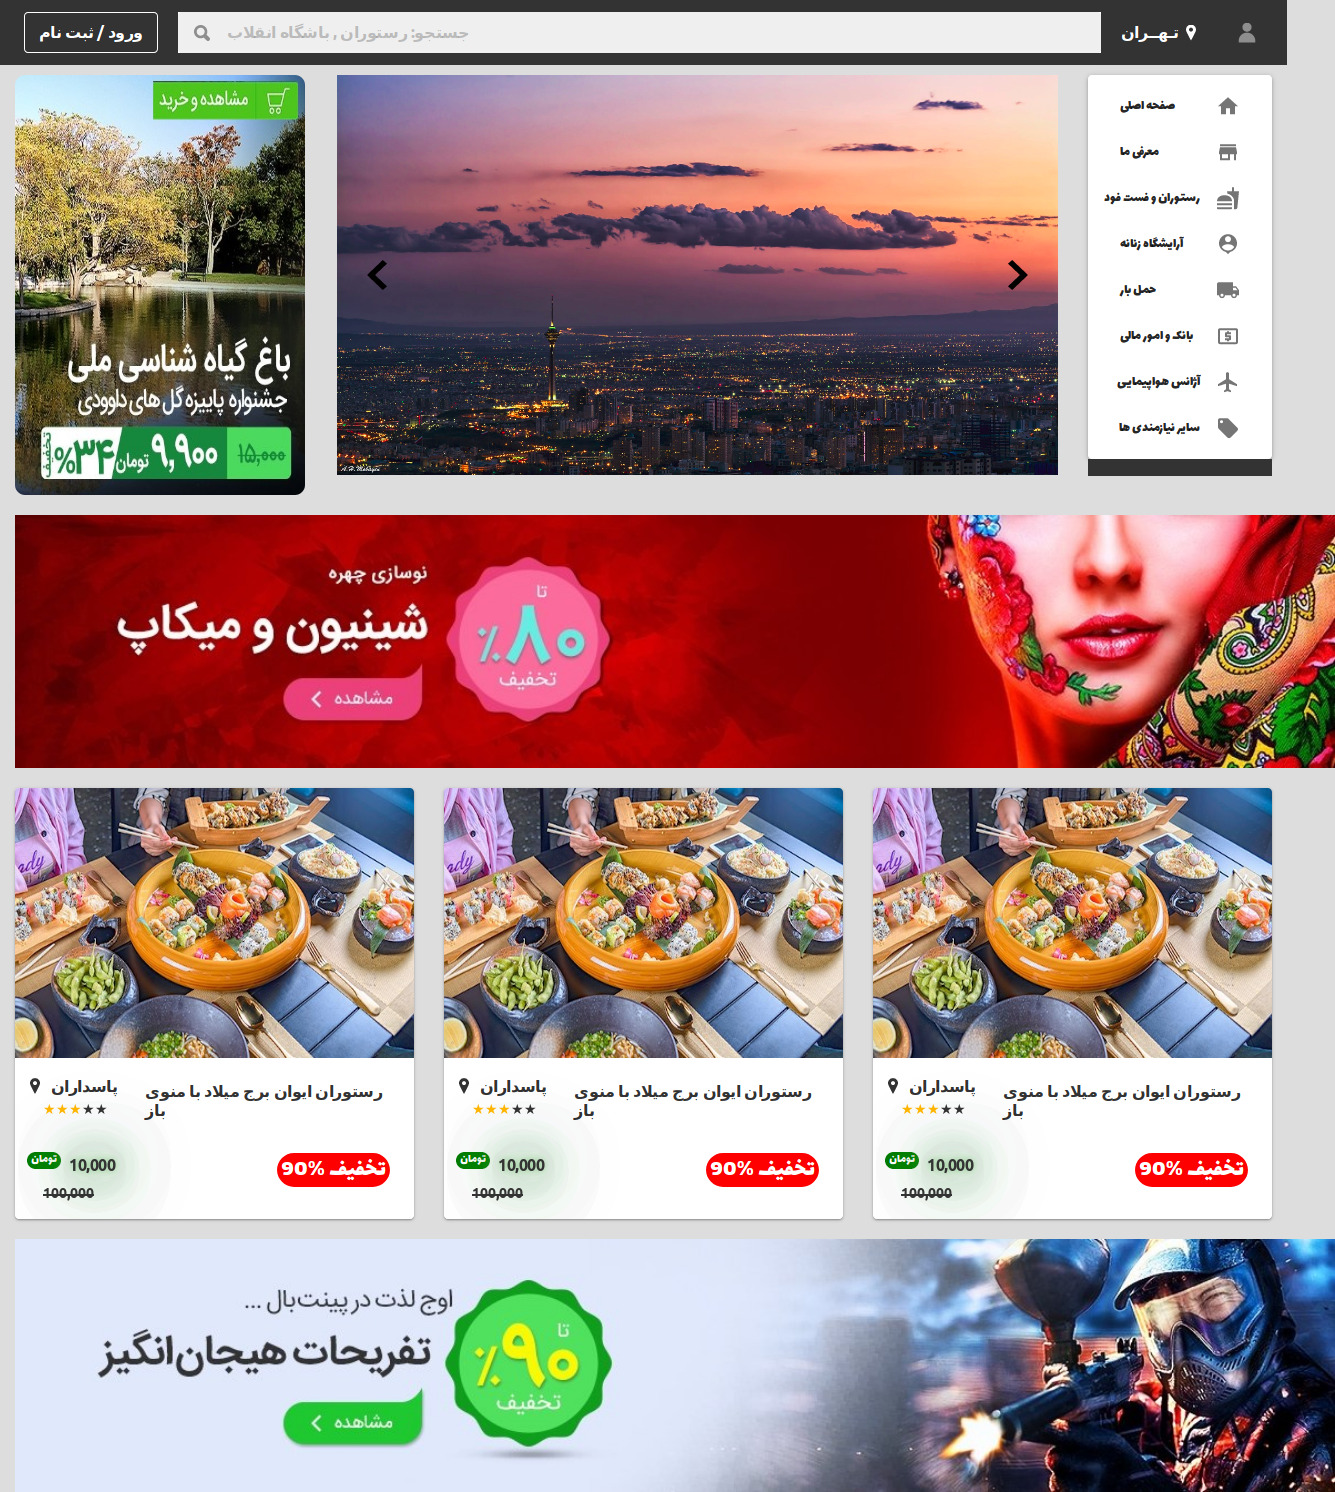 تـهــران
جستجو: رستوران , باشگاه انقلاب
ورود / ثبت نام
صفحه اصلی
معرفی ما
رستوران و فست فود
آرایشگاه زنانه
حمل بار
بانک و امور مالی
آژانس هواپیمایی
سایر نیازمندی ها
A.H.Mohagen
مشاهده و خرید
باغ گیاه شناسی ملی
جشنواره پاییزه گل های داوودی
۱۵,۰۰۰ ۹,۹۰۰ تومان ۳۴% تخفیف
نوسازی چهره
شینیون و میکاپ
مشاهده
تا
۸۰٪
تخفیف
رستوران ایوان برج میلاد با منوی
باز
پاسداران
★★★★★
تخفیف 90%
10,000 تومان
100,000
رستوران ایوان برج میلاد با منوی
باز
پاسداران
★★★★★
تخفیف 90%
10,000 تومان
100,000
رستوران ایوان برج میلاد با منوی
باز
پاسداران
★★★★★
تخفیف 90%
10,000 تومان
100,000
اوج لذت در پینت‌بال ...
تفریحات هیجان‌انگیز
مشاهده
تا
۹۰٪
تخفیف